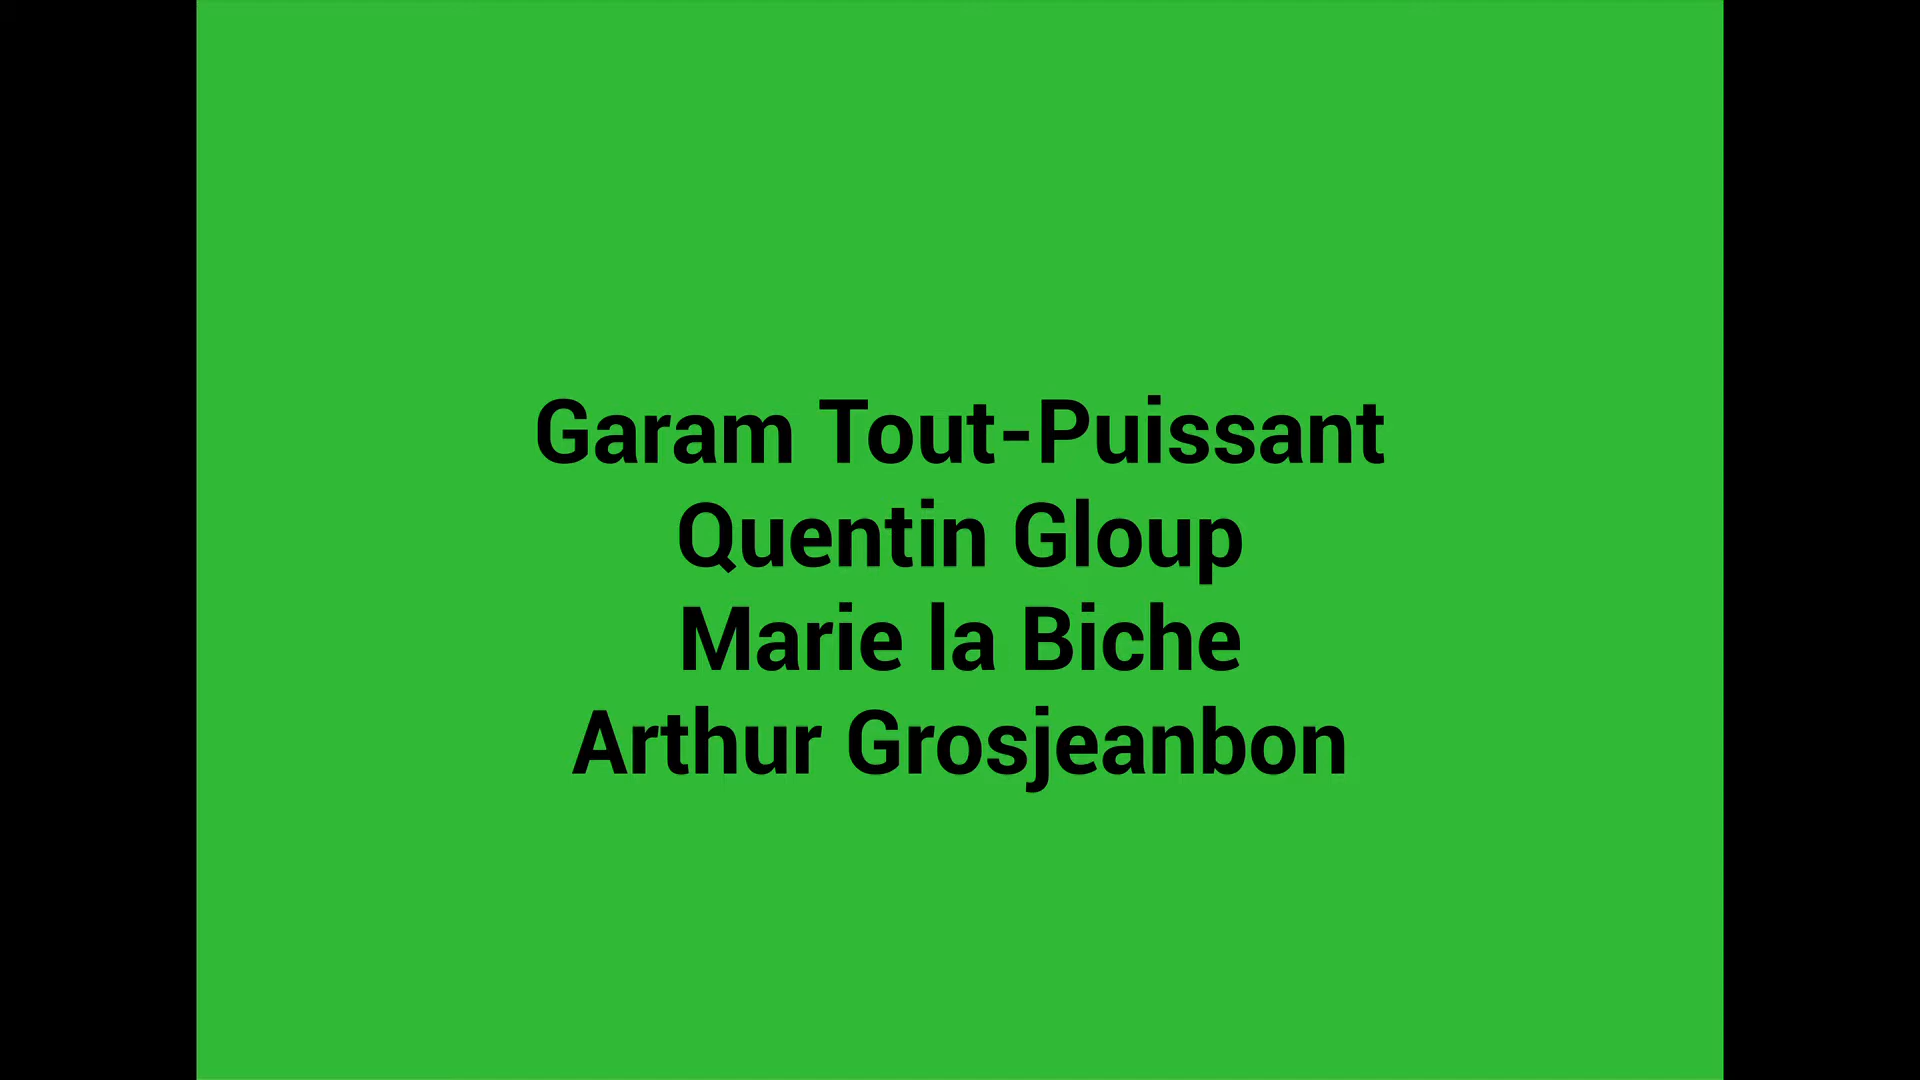 Garam Tout-Puissant
Quentin Gloup
Marie la Biche
Arthur Grosjeanbon